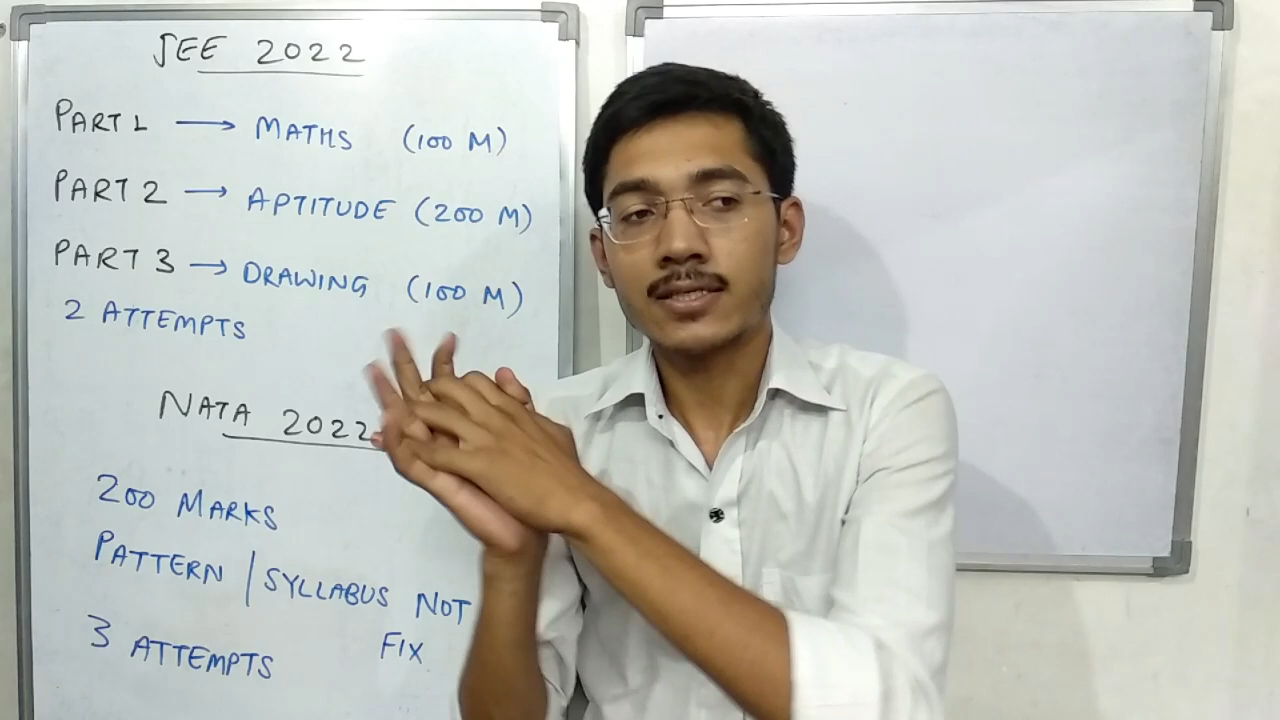 JEE 2022
PART 1 → MATHS (100 M)
PART 2 → APTITUDE (200 M)
PART 3 → DRAWING (100 M)
2 ATTEMPTS
NATA 2022
200 MARKS
PATTERN / SYLLABUS NOT
FIX
3 ATTEMPTS